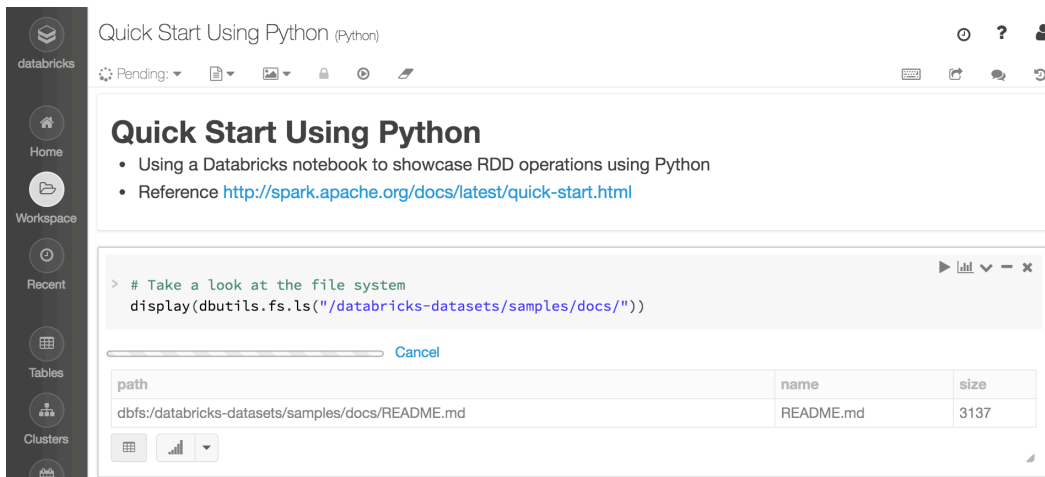 databricks
Quick Start Using Python (Python)
?
Pending:
Home
Workspace
Recent
Tables
Clusters
Quick Start Using Python
• Using a Databricks notebook to showcase RDD operations using Python
• Reference http://spark.apache.org/docs/latest/quick-start.html
> # Take a look at the file system
display(dbutils.fs.ls("/databricks-datasets/samples/docs/"))
Cancel
path name size
dbfs:/databricks-datasets/samples/docs/README.md README.md 3137